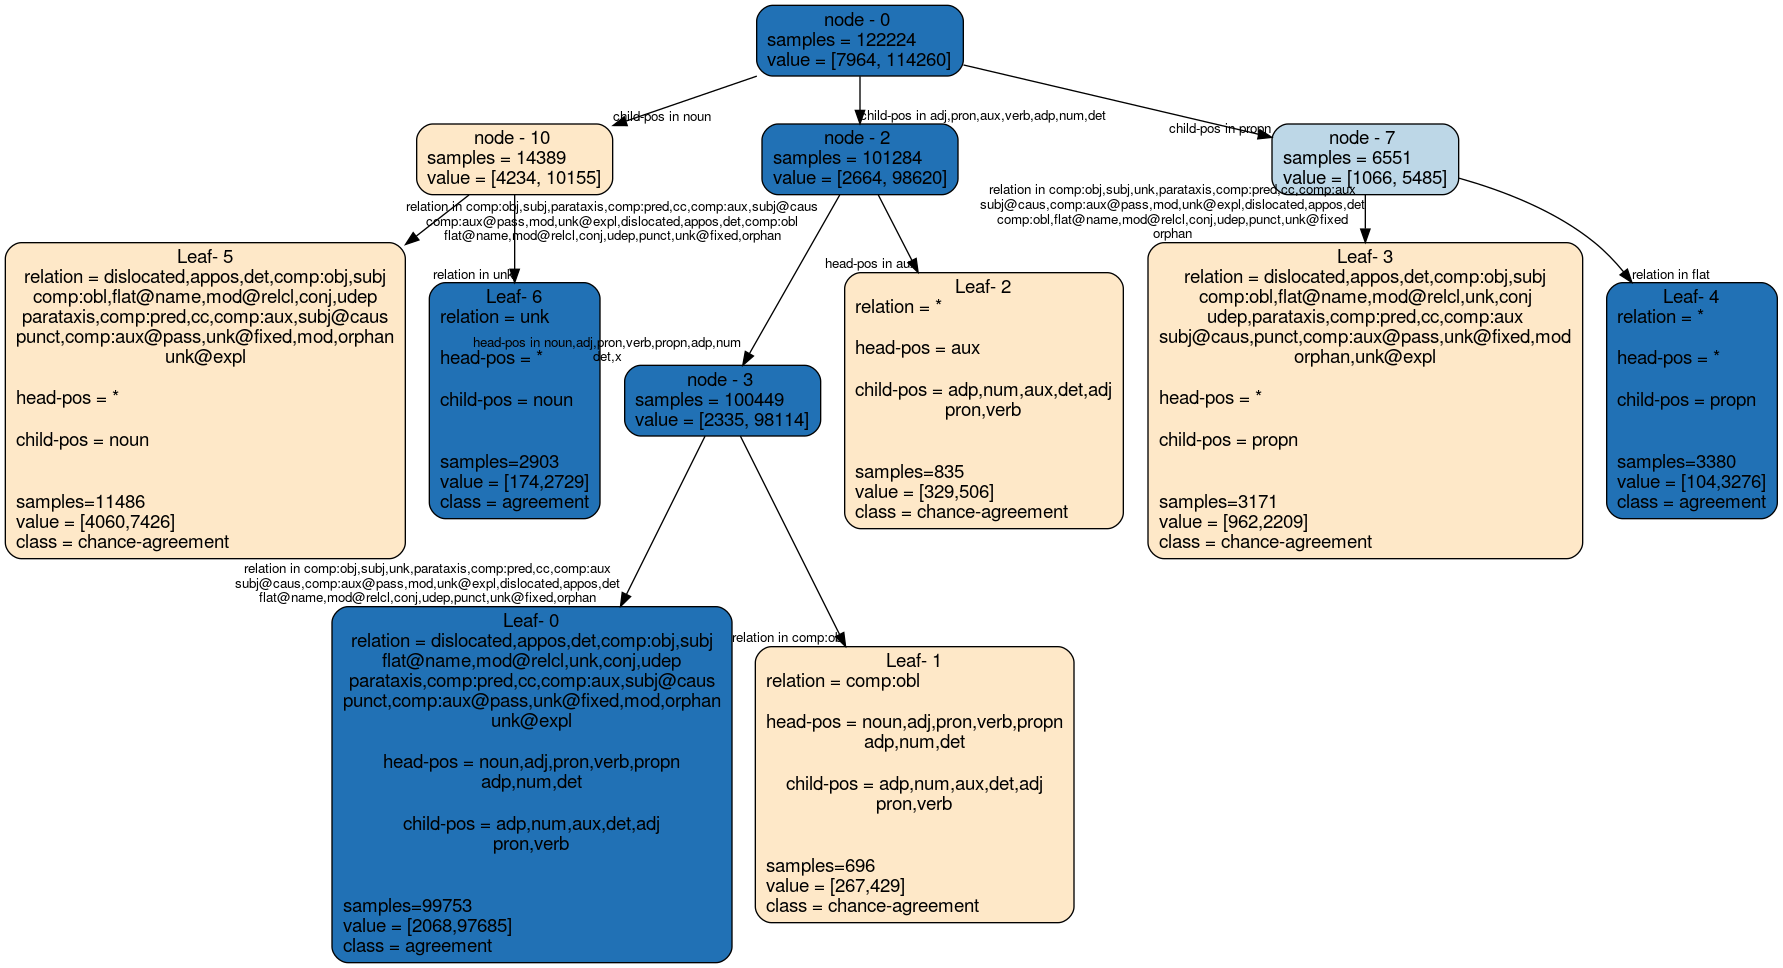 node - 0
samples = 122224
value = [7964, 114260]
child-pos in noun
child-pos in adj,pron,aux,verb,adp,num,det
child-pos in propn
node - 10
samples = 14389
value = [4234, 10155]
node - 2
samples = 101284
value = [2664, 98620]
node - 7
samples = 6551
value = [1066, 5485]
relation in comp:obj,subj,parataxis,comp:pred,cc,comp:aux,subj@caus
comp:aux@pass,mod,unk@expl,dislocated,appos,det,comp:obl
flat@name,mod@relcl,conj,udep,punct,unk@fixed,orphan
relation in unk
head-pos in noun,adj,pron,verb,propn,adp,num
det,x
head-pos in aux
relation in comp:obj,subj,unk,parataxis,comp:pred,cc,comp:aux
subj@caus,comp:aux@pass,mod,unk@expl,dislocated,appos,det
comp:obl,flat@name,mod@relcl,conj,udep,punct,unk@fixed
orphan
relation in flat
Leaf- 5
relation = dislocated,appos,det,comp:obj,subj
comp:obl,flat@name,mod@relcl,conj,udep
parataxis,comp:pred,cc,comp:aux,subj@caus
punct,comp:aux@pass,unk@fixed,mod,orphan
unk@expl
head-pos = *
child-pos = noun
samples=11486
value = [4060,7426]
class = chance-agreement
Leaf- 6
relation = unk
head-pos = *
child-pos = noun
samples=2903
value = [174,2729]
class = agreement
node - 3
samples = 100449
value = [2335, 98114]
Leaf- 2
relation = *
head-pos = aux
child-pos = adp,num,aux,det,adj
pron,verb
samples=835
value = [329,506]
class = chance-agreement
Leaf- 3
relation = dislocated,appos,det,comp:obj,subj
comp:obl,flat@name,mod@relcl,unk,conj
udep,parataxis,comp:pred,cc,comp:aux
subj@caus,punct,comp:aux@pass,unk@fixed,mod
orphan,unk@expl
head-pos = *
child-pos = propn
samples=3171
value = [962,2209]
class = chance-agreement
Leaf- 4
relation = *
head-pos = *
child-pos = propn
samples=3380
value = [104,3276]
class = agreement
relation in comp:obj,subj,unk,parataxis,comp:pred,cc,comp:aux
subj@caus,comp:aux@pass,mod,unk@expl,dislocated,appos,det
flat@name,mod@relcl,conj,udep,punct,unk@fixed,orphan
relation in comp:obl
Leaf- 0
relation = dislocated,appos,det,comp:obj,subj
flat@name,mod@relcl,unk,conj,udep
parataxis,comp:pred,cc,comp:aux,subj@caus
punct,comp:aux@pass,unk@fixed,mod,orphan
unk@expl
head-pos = noun,adj,pron,verb,propn
adp,num,det
child-pos = adp,num,aux,det,adj
pron,verb
samples=99753
value = [2068,97685]
class = agreement
Leaf- 1
relation = comp:obl
head-pos = noun,adj,pron,verb,propn
adp,num,det
child-pos = adp,num,aux,det,adj
pron,verb
samples=696
value = [267,429]
class = chance-agreement